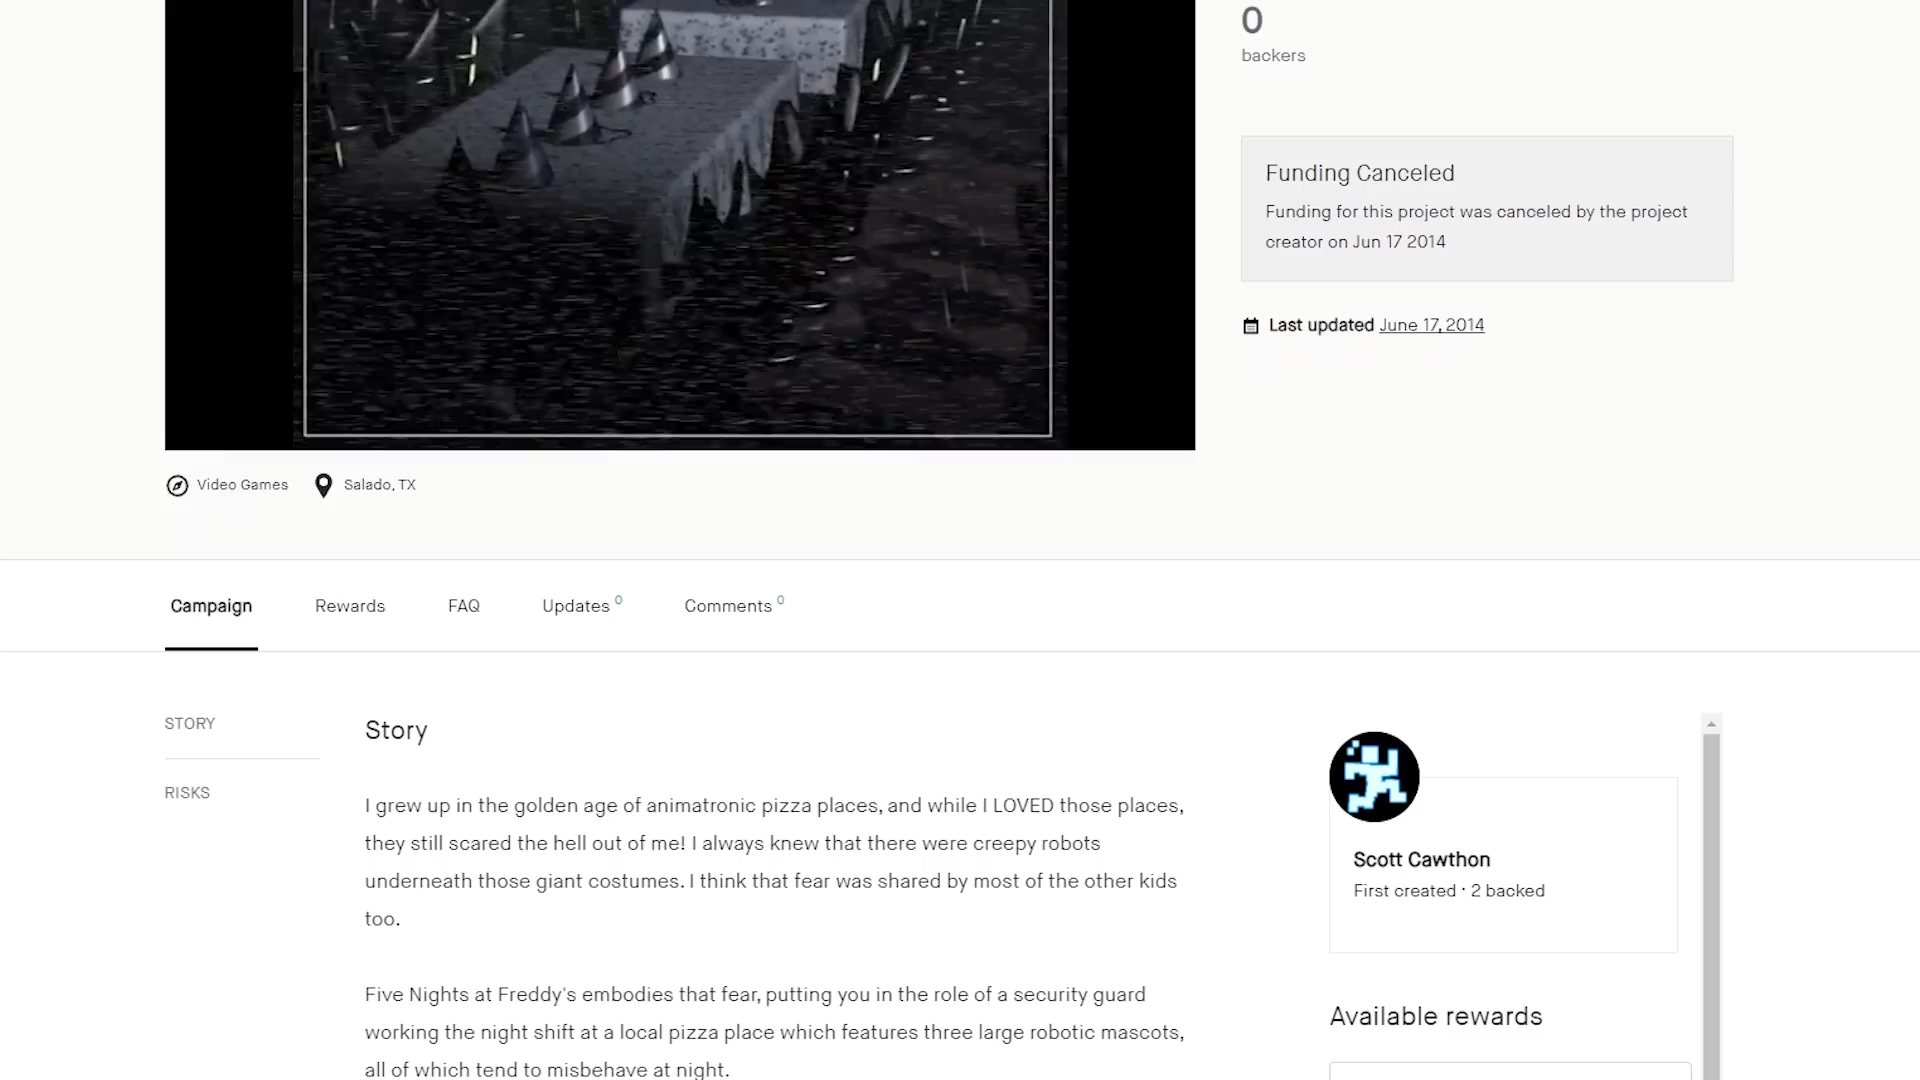 0
backers
Funding Canceled
Funding for this project was canceled by the project
creator on Jun 17 2014
Last updated June 17, 2014
Video Games
Salado, TX
Campaign
Rewards
FAQ
Updates 0
Comments 0
STORY
RISKS
Story
I grew up in the golden age of animatronic pizza places, and while I LOVED those places,
they still scared the hell out of me! I always knew that there were creepy robots
underneath those giant costumes. I think that fear was shared by most of the other kids
too.
Five Nights at Freddy's embodies that fear, putting you in the role of a security guard
working the night shift at a local pizza place which features three large robotic mascots,
all of which tend to misbehave at night.
Scott Cawthon
First created · 2 backed
Available rewards